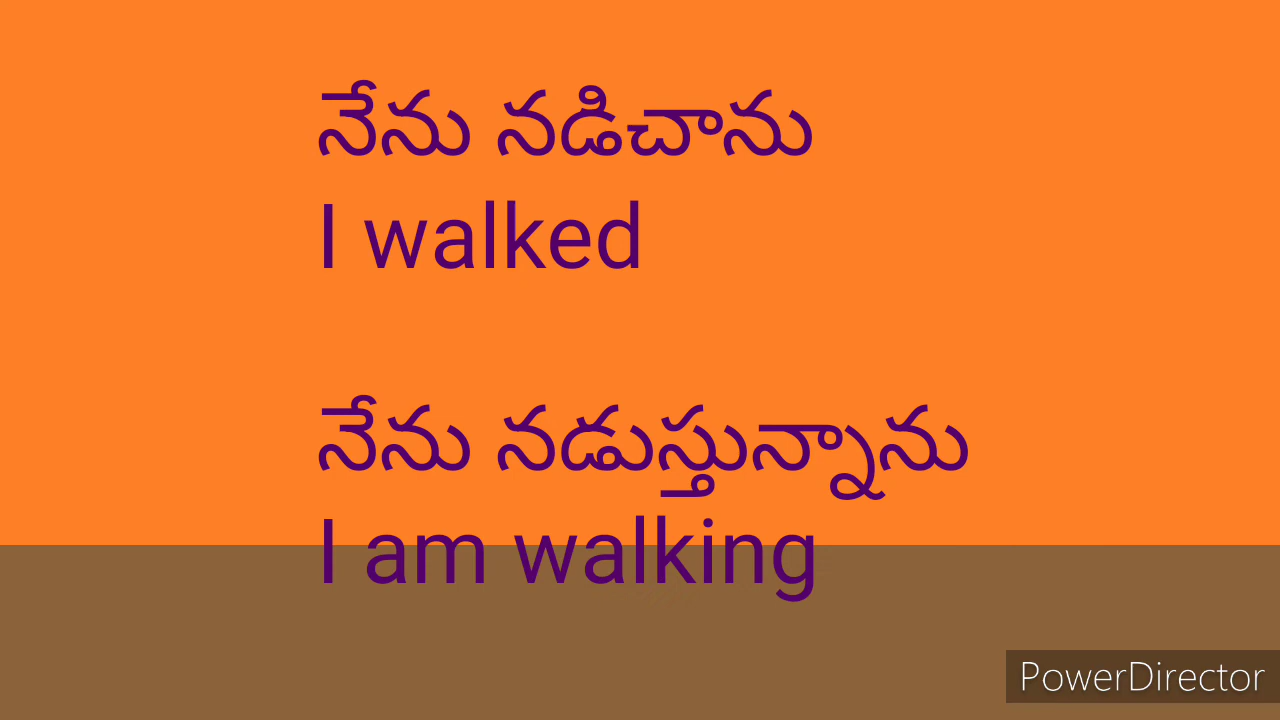 నేను నడిచాను
I walked
నేను నడుస్తున్నాను
I am walking
PowerDirector